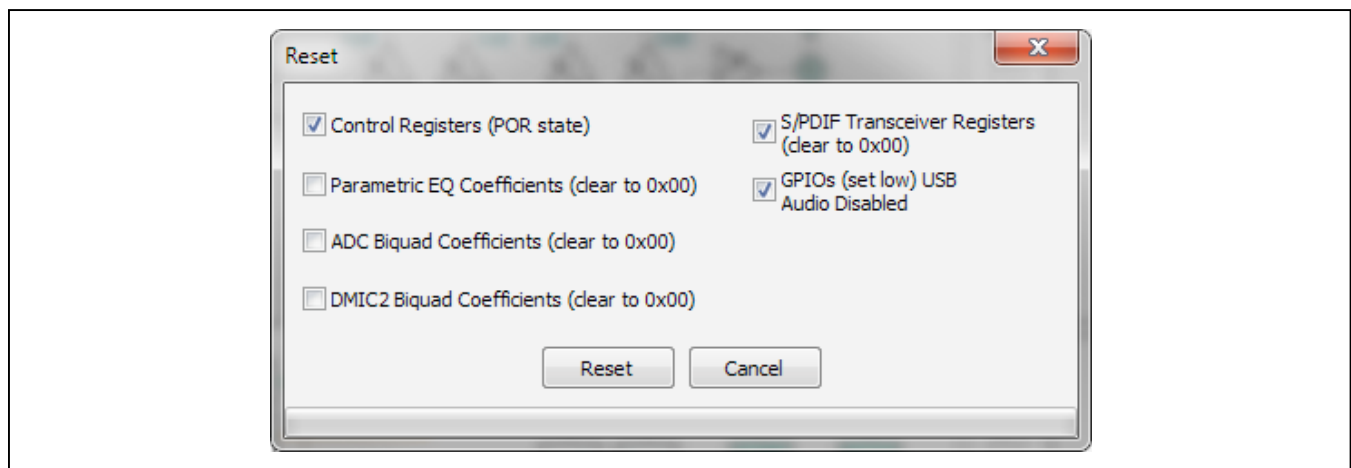 Reset
Control Registers (POR state)
Parametric EQ Coefficients (clear to 0x00)
ADC Biquad Coefficients (clear to 0x00)
DMIC2 Biquad Coefficients (clear to 0x00)
S/PDIF Transceiver Registers
(clear to 0x00)
GPIOs (set low) USB
Audio Disabled
Reset
Cancel